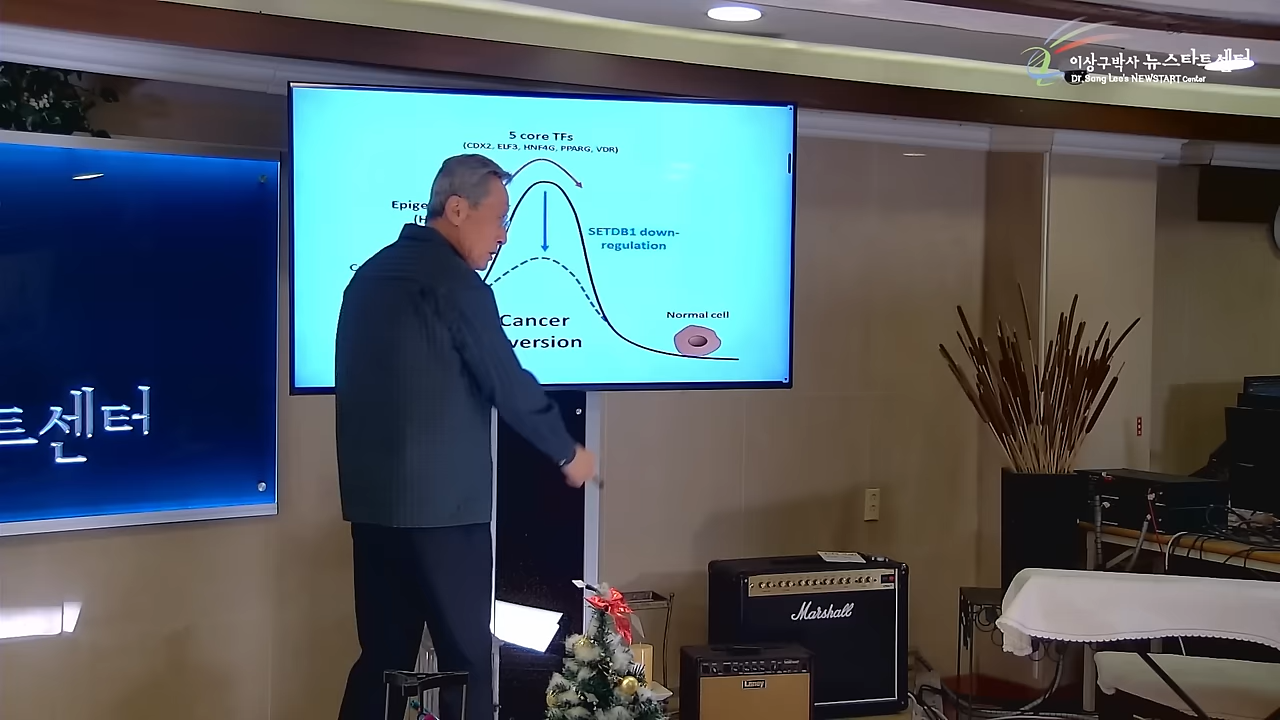 이상구박사 뉴스타트센터
Dr. Sang Lee's NEWSTART Center
5 core TFs
(CDX2, ELF3, HNF4G, PPARG, VDR)
SETDB1 down-
regulation
Cancer
Normal cell
트센터
Marshall
Laney